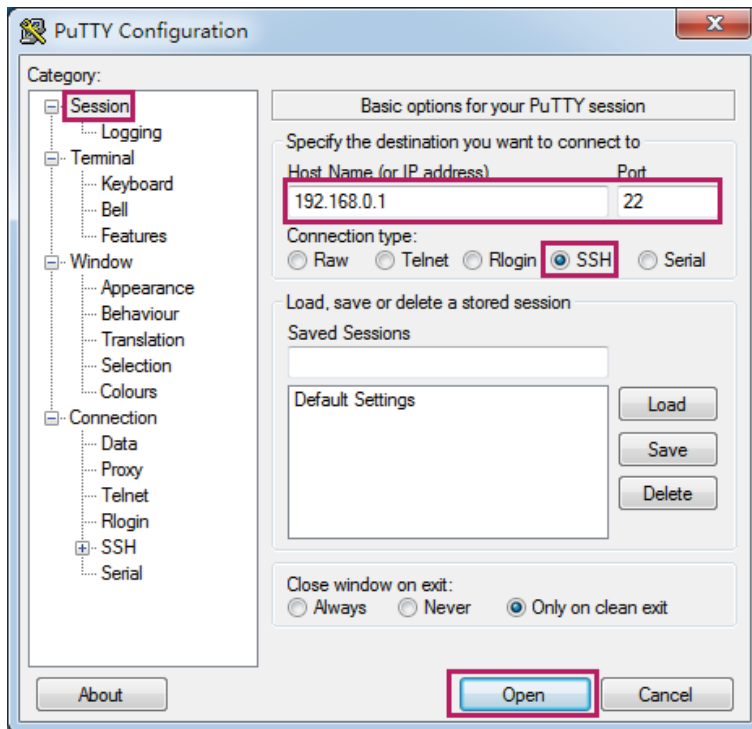 PuTTY Configuration
Category:
Session
Logging
Terminal
Keyboard
Bell
Features
Window
Appearance
Behaviour
Translation
Selection
Colours
Connection
Data
Proxy
Telnet
Rlogin
SSH
Serial
Basic options for your PuTTY session
Specify the destination you want to connect to
Host Name (or IP address) Port
192.168.0.1 22
Connection type:
Raw Telnet Rlogin SSH Serial
Load, save or delete a stored session
Saved Sessions
Default Settings
Load
Save
Delete
Close window on exit:
Always Never Only on clean exit
About Open Cancel